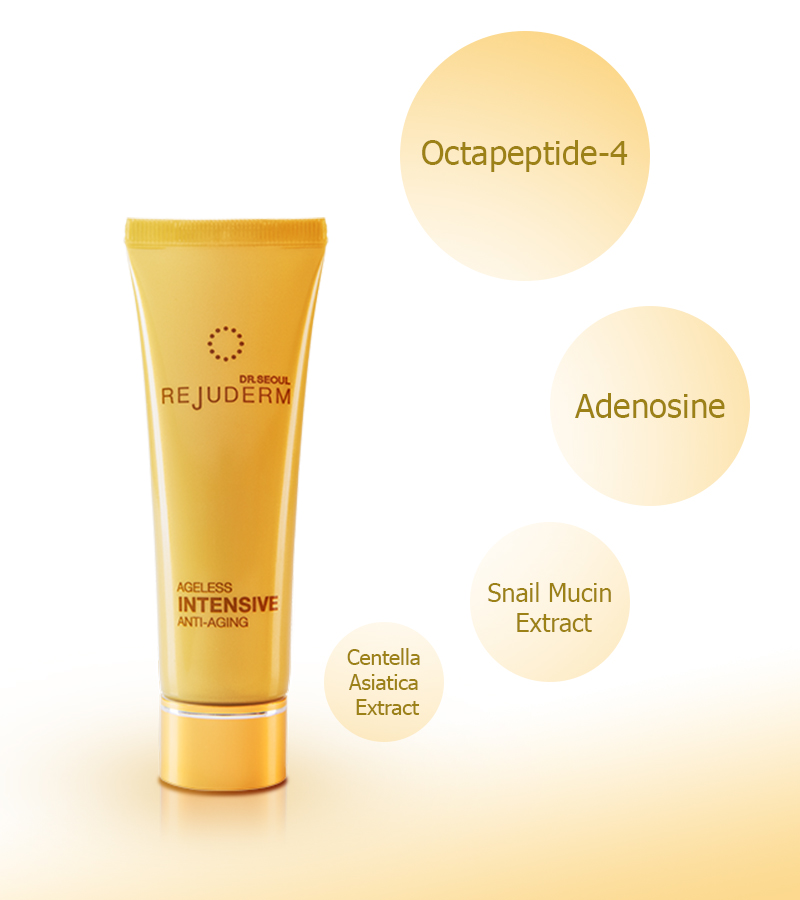 DR.SEOUL
REJUDERM
AGELESS
INTENSIVE
ANTI-AGING
Octapeptide-4
Adenosine
Snail Mucin
Extract
Centella
Asiatica
Extract